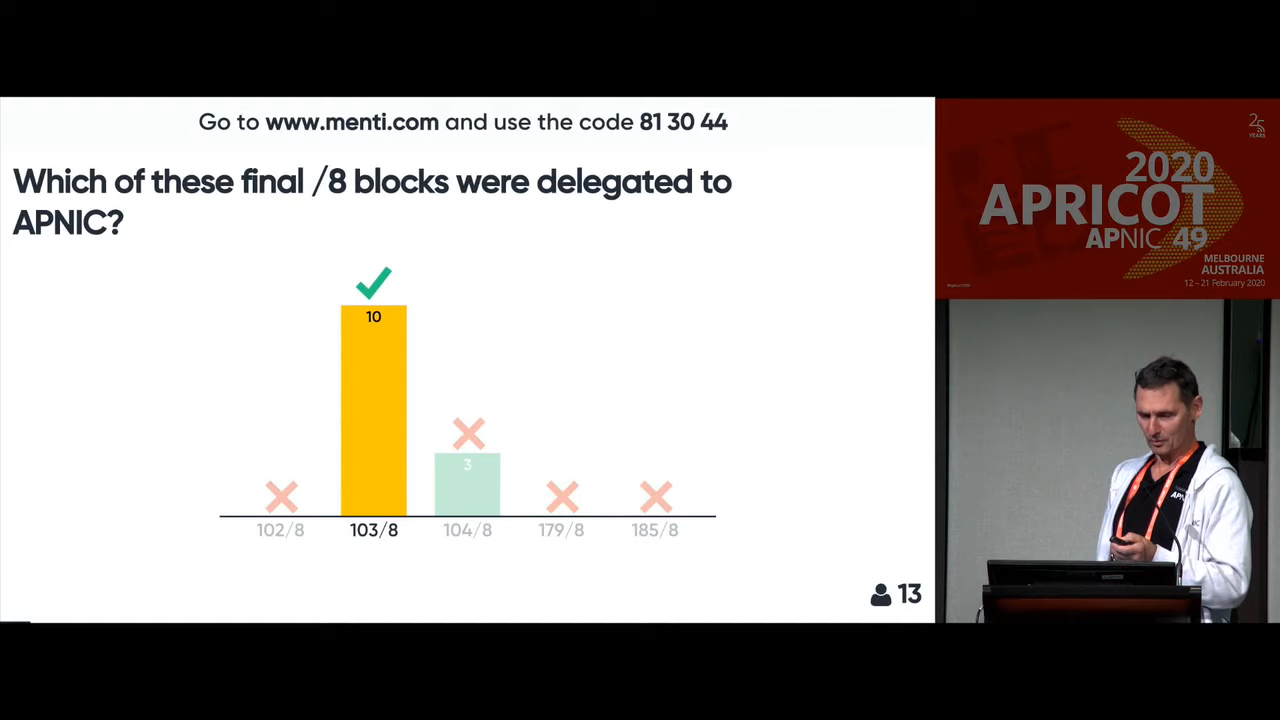 Go to www.menti.com and use the code 81 30 44
Which of these final /8 blocks were delegated to
APNIC?
10
3
102/8
103/8
104/8
179/8
185/8
13
25
YEARS
2020
APRICOT
APNIC 49
MELBOURNE
AUSTRALIA
12 – 21 February 2020